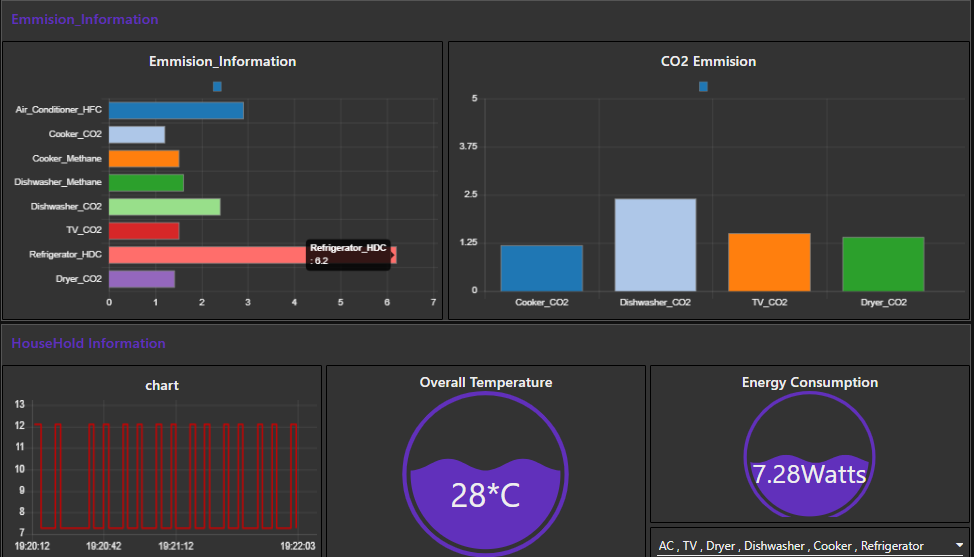 Emmision_Information
Emmision_Information
Air_Conditioner_HFC
Cooker_CO2
Cooker_Methane
Dishwasher_Methane
Dishwasher_CO2
TV_CO2
Refrigerator_HDC
Dryer_CO2
Refrigerator_HDC
: 6.2
0 1 2 3 4 5 6 7
CO2 Emmision
5
3.75
2.5
1.25
0
Cooker_CO2 Dishwasher_CO2 TV_CO2 Dryer_CO2
HouseHold Information
chart
13
12
11
10
9
8
7
19:20:12 19:20:42 19:21:12 19:22:03
Overall Temperature
28*C
Energy Consumption
7.28Watts
AC , TV , Dryer , Dishwasher , Cooker , Refrigerator